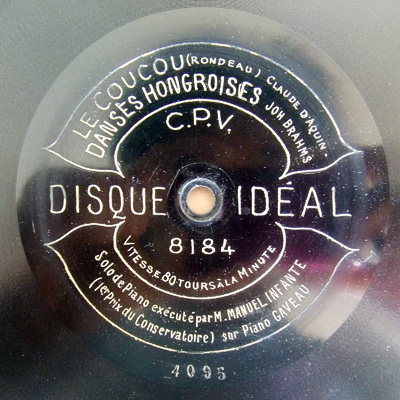 LE COUCOU (RONDEAU) CLAUDE D'AQUIN.
DANSES HONGROISES JOH BRAHMS
C.P.V.
DISQUE IDÉAL
8184
VITESSE 80 TOURS À LA MINUTE
Solo de Piano exécuté par M. MANUEL INFANTE
(1er Prix du Conservatoire) sur Piano GAVEAU
4095